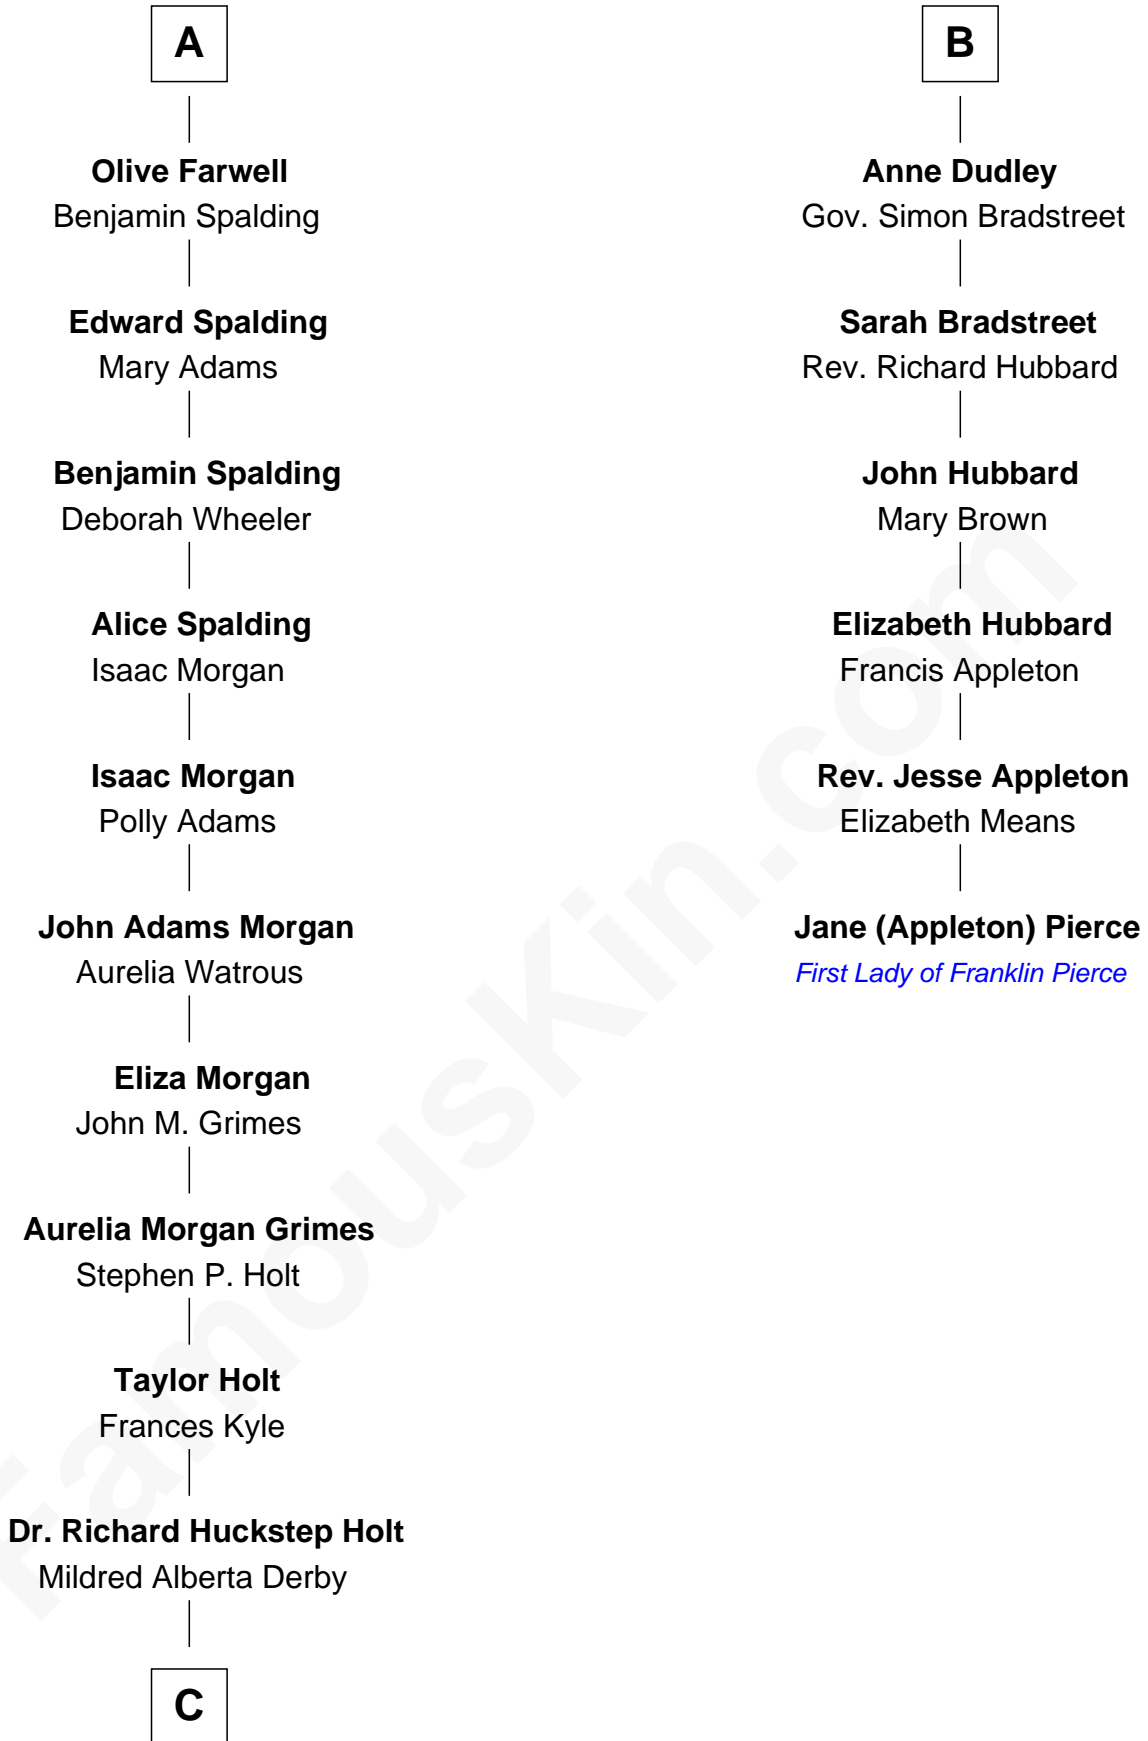 A
Olive Farwell
Benjamin Spalding
Edward Spalding
Mary Adams
Benjamin Spalding
Deborah Wheeler
Alice Spalding
Isaac Morgan
Isaac Morgan
Polly Adams
John Adams Morgan
Aurelia Watrous
Eliza Morgan
John M. Grimes
Aurelia Morgan Grimes
Stephen P. Holt
Taylor Holt
Frances Kyle
Dr. Richard Huckstep Holt
Mildred Alberta Derby
C
B
Anne Dudley
Gov. Simon Bradstreet
Sarah Bradstreet
Rev. Richard Hubbard
John Hubbard
Mary Brown
Elizabeth Hubbard
Francis Appleton
Rev. Jesse Appleton
Elizabeth Means
Jane (Appleton) Pierce
First Lady of Franklin Pierce
FamousKin.com